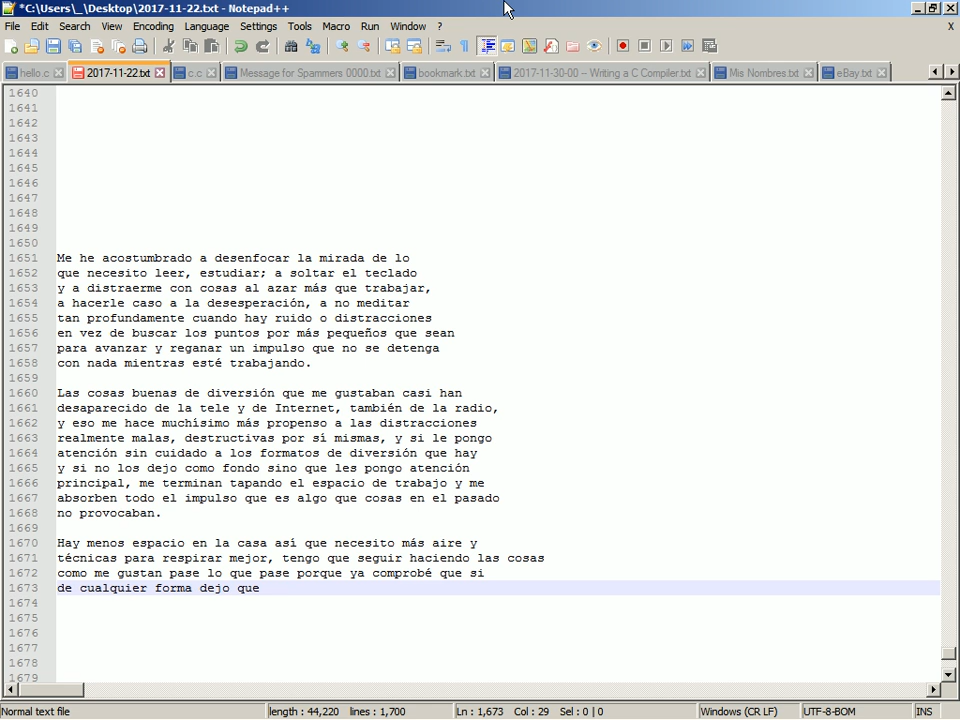 *C:\Users\_\Desktop\2017-11-22.txt - Notepad++
File Edit Search View Encoding Language Settings Tools Macro Run Window ? X
hello.c 2017-11-22.txt c.c Message for Spammers 0000.txt bookmark.txt 2017-11-30-00 -- Writing a C Compiler.txt Mis Nombres.txt eBay.txt
1640
1641
1642
1643
1644
1645
1646
1647
1648
1649
1650
1651 Me he acostumbrado a desenfocar la mirada de lo
1652 que necesito leer, estudiar; a soltar el teclado
1653 y a distraerme con cosas al azar más que trabajar,
1654 a hacerle caso a la desesperación, a no meditar
1655 tan profundamente cuando hay ruido o distracciones
1656 en vez de buscar los puntos por más pequeños que sean
1657 para avanzar y reganar un impulso que no se detenga
1658 con nada mientras esté trabajando.
1659
1660 Las cosas buenas de diversión que me gustaban casi han
1661 desaparecido de la tele y de Internet, también de la radio,
1662 y eso me hace muchísimo más propenso a las distracciones
1663 realmente malas, destructivas por sí mismas, y si le pongo
1664 atención sin cuidado a los formatos de diversión que hay
1665 y si no los dejo como fondo sino que les pongo atención
1666 principal, me terminan tapando el espacio de trabajo y me
1667 absorben todo el impulso que es algo que cosas en el pasado
1668 no provocaban.
1669
1670 Hay menos espacio en la casa así que necesito más aire y
1671 técnicas para respirar mejor, tengo que seguir haciendo las cosas
1672 como me gustan pase lo que pase porque ya comprobé que si
1673 de cualquier forma dejo que
1674
1675
1676
1677
1678
1679
Normal text file length : 44,220 lines : 1,700 Ln : 1,673 Col : 29 Sel : 0 | 0 Windows (CR LF) UTF-8-BOM INS